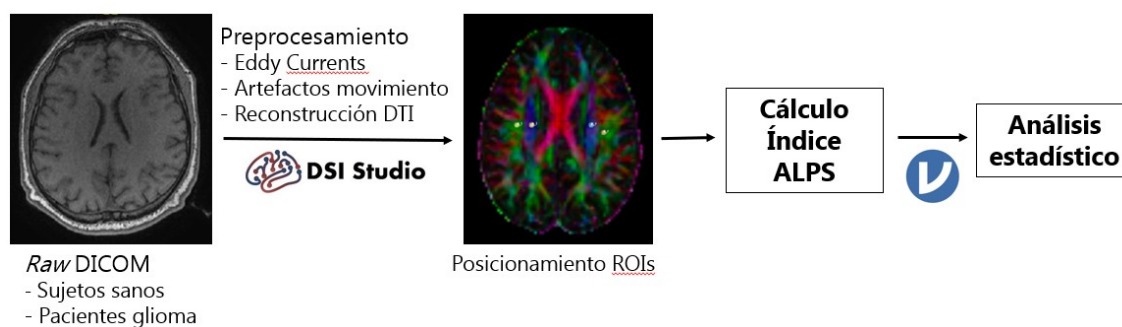 Preprocesamiento
- Eddy Currents
- Artefactos movimiento
- Reconstrucción DTI
DSI Studio
Raw DICOM
- Sujetos sanos
- Pacientes glioma
Posicionamiento ROIs
Cálculo
Índice
ALPS
Análisis
estadístico